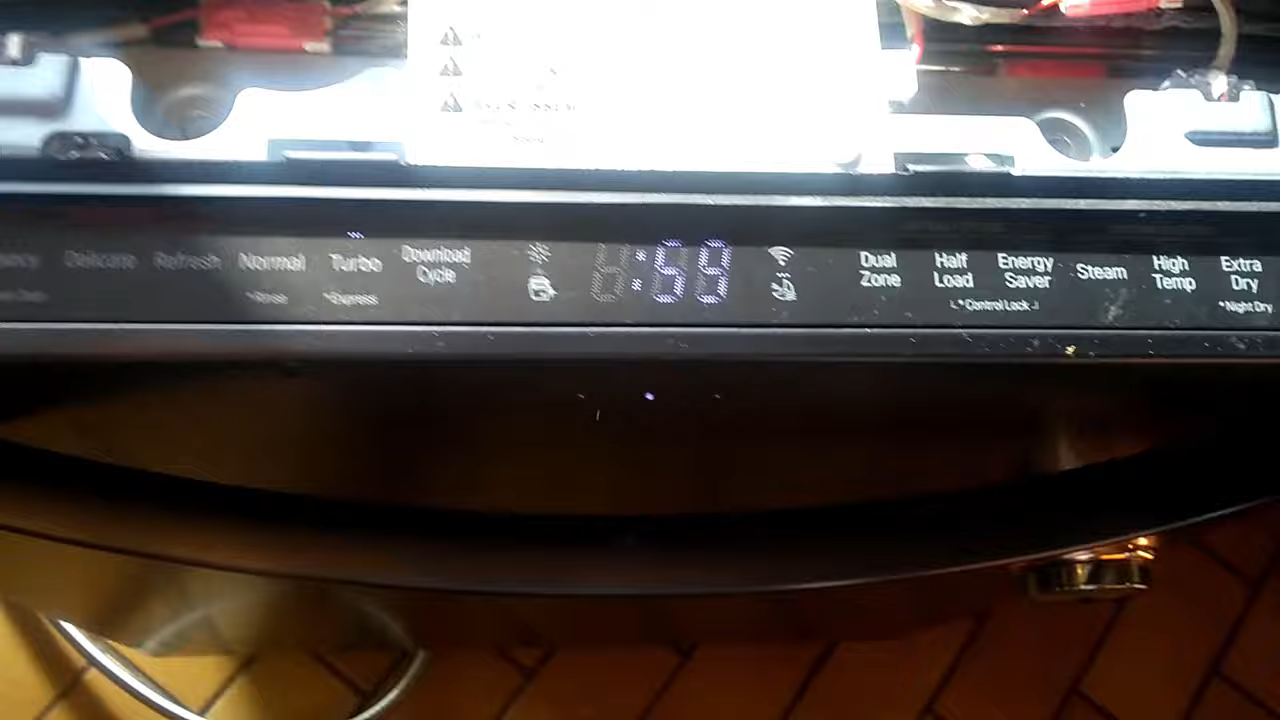 Delicate Refresh Normal Turbo Download Cycle :59 Dual Zone Half Load Energy Saver Steam High Temp Extra Dry
*Rinse *Express *Control Lock *Night Dry